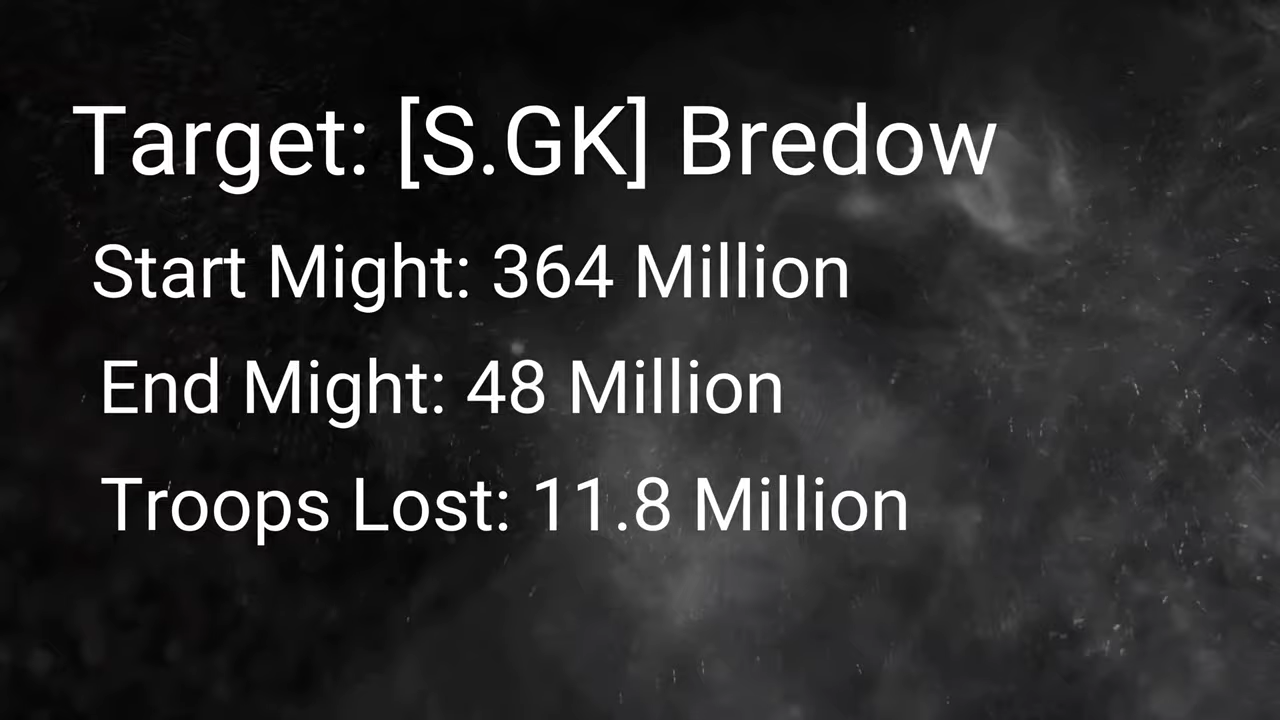 Target: [S.GK] Bredow
Start Might: 364 Million
End Might: 48 Million
Troops Lost: 11.8 Million